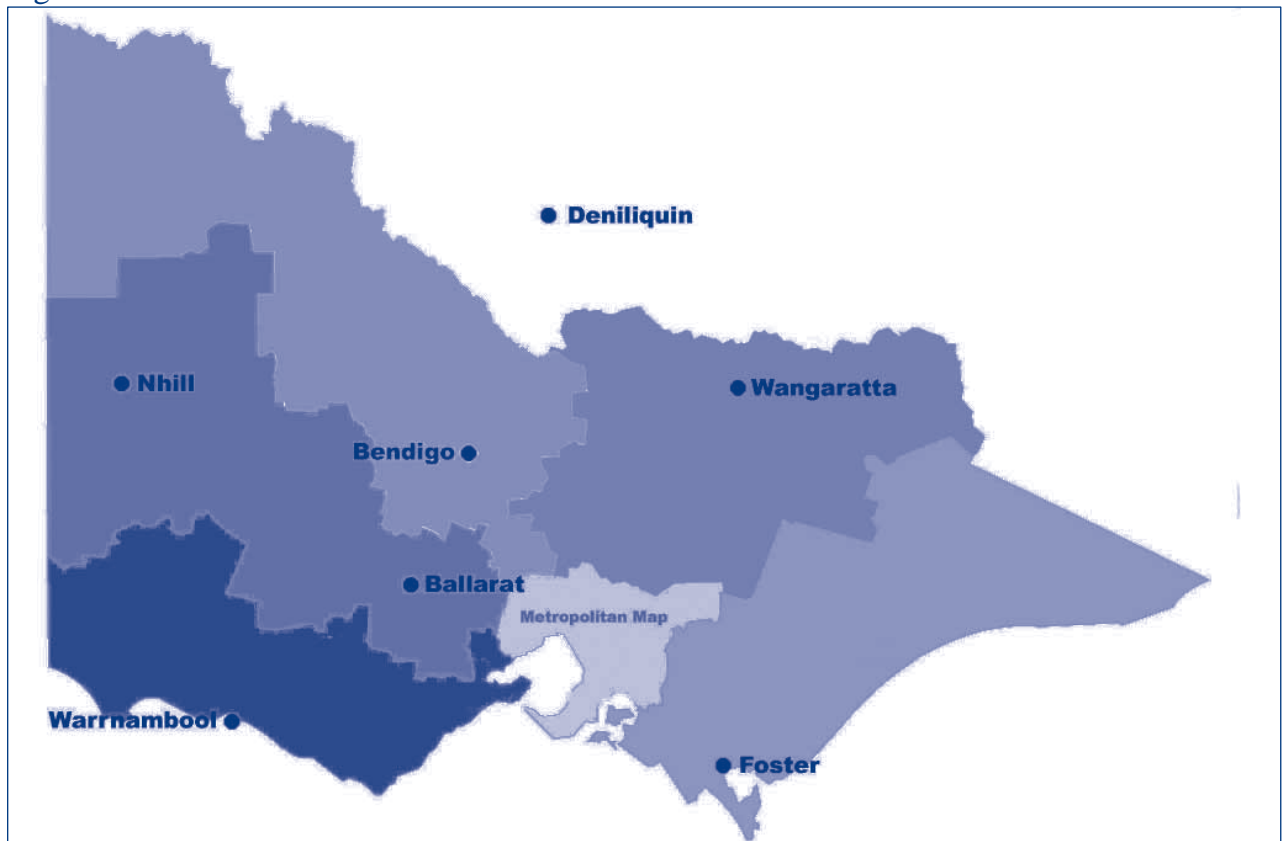 Deniliquin
Nhill
Wangaratta
Bendigo
Ballarat
Metropolitan Map
Warrnambool
Foster